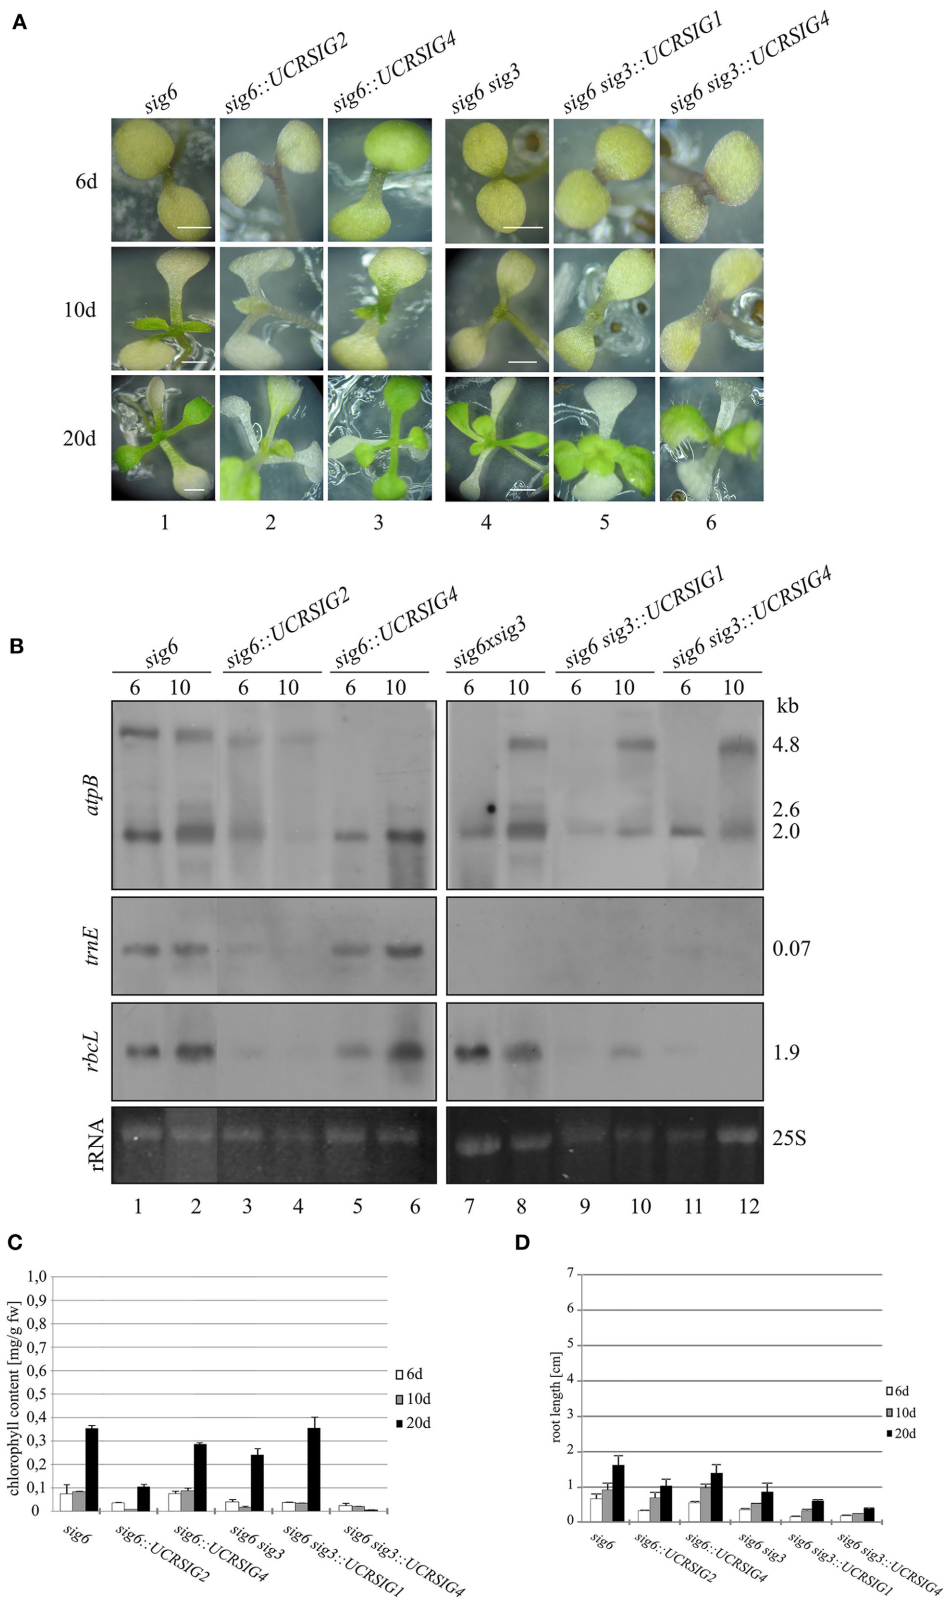 A
sig6 sig6::UCRSIG2 sig6::UCRSIG4 sig6 sig3 sig6 sig3::UCRSIG1 sig6 sig3::UCRSIG4
6d
10d
20d
1 2 3 4 5 6
B
sig6 sig6::UCRSIG2 sig6::UCRSIG4 sig6xsig3 sig6 sig3::UCRSIG1 sig6 sig3::UCRSIG4
6 10 6 10 6 10 6 10 6 10 6 10
kb
atpB
4.8
2.6
2.0
trnE
0.07
rbcL
1.9
rRNA
25S
1 2 3 4 5 6 7 8 9 10 11 12
C
chlorophyll content [mg/g fw]
1,0
0,9
0,8
0,7
0,6
0,5
0,4
0,3
0,2
0,1
0
6d
10d
20d
sig6 sig6::UCRSIG2 sig6::UCRSIG4 sig6 sig3 sig6 sig3::UCRSIG1 sig6 sig3::UCRSIG4
D
root length [cm]
7
6
5
4
3
2
1
0
6d
10d
20d
sig6 sig6::UCRSIG2 sig6::UCRSIG4 sig6 sig3 sig6 sig3::UCRSIG1 sig6 sig3::UCRSIG4